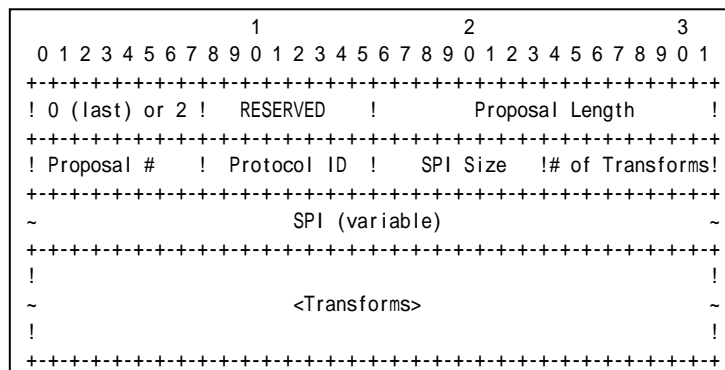 1                   2                   3
 0 1 2 3 4 5 6 7 8 9 0 1 2 3 4 5 6 7 8 9 0 1 2 3 4 5 6 7 8 9 0 1
+-+-+-+-+-+-+-+-+-+-+-+-+-+-+-+-+-+-+-+-+-+-+-+-+-+-+-+-+-+-+-+-+
! 0 (last) or 2 !   RESERVED    !         Proposal Length       !
+-+-+-+-+-+-+-+-+-+-+-+-+-+-+-+-+-+-+-+-+-+-+-+-+-+-+-+-+-+-+-+-+
! Proposal #    !  Protocol ID  !    SPI Size   !# of Transforms!
+-+-+-+-+-+-+-+-+-+-+-+-+-+-+-+-+-+-+-+-+-+-+-+-+-+-+-+-+-+-+-+-+
~                        SPI (variable)                         ~
+-+-+-+-+-+-+-+-+-+-+-+-+-+-+-+-+-+-+-+-+-+-+-+-+-+-+-+-+-+-+-+-+
!                                                               !
~                        <Transforms>                           ~
!                                                               !
+-+-+-+-+-+-+-+-+-+-+-+-+-+-+-+-+-+-+-+-+-+-+-+-+-+-+-+-+-+-+-+-+